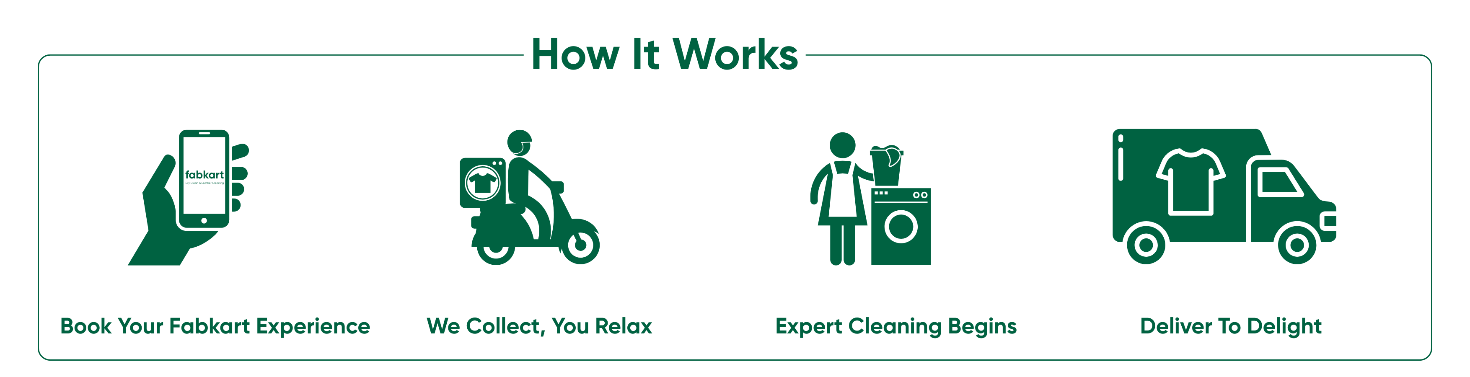 How It Works
fabkart
Book Your Fabkart Experience
We Collect, You Relax
Expert Cleaning Begins
Deliver To Delight